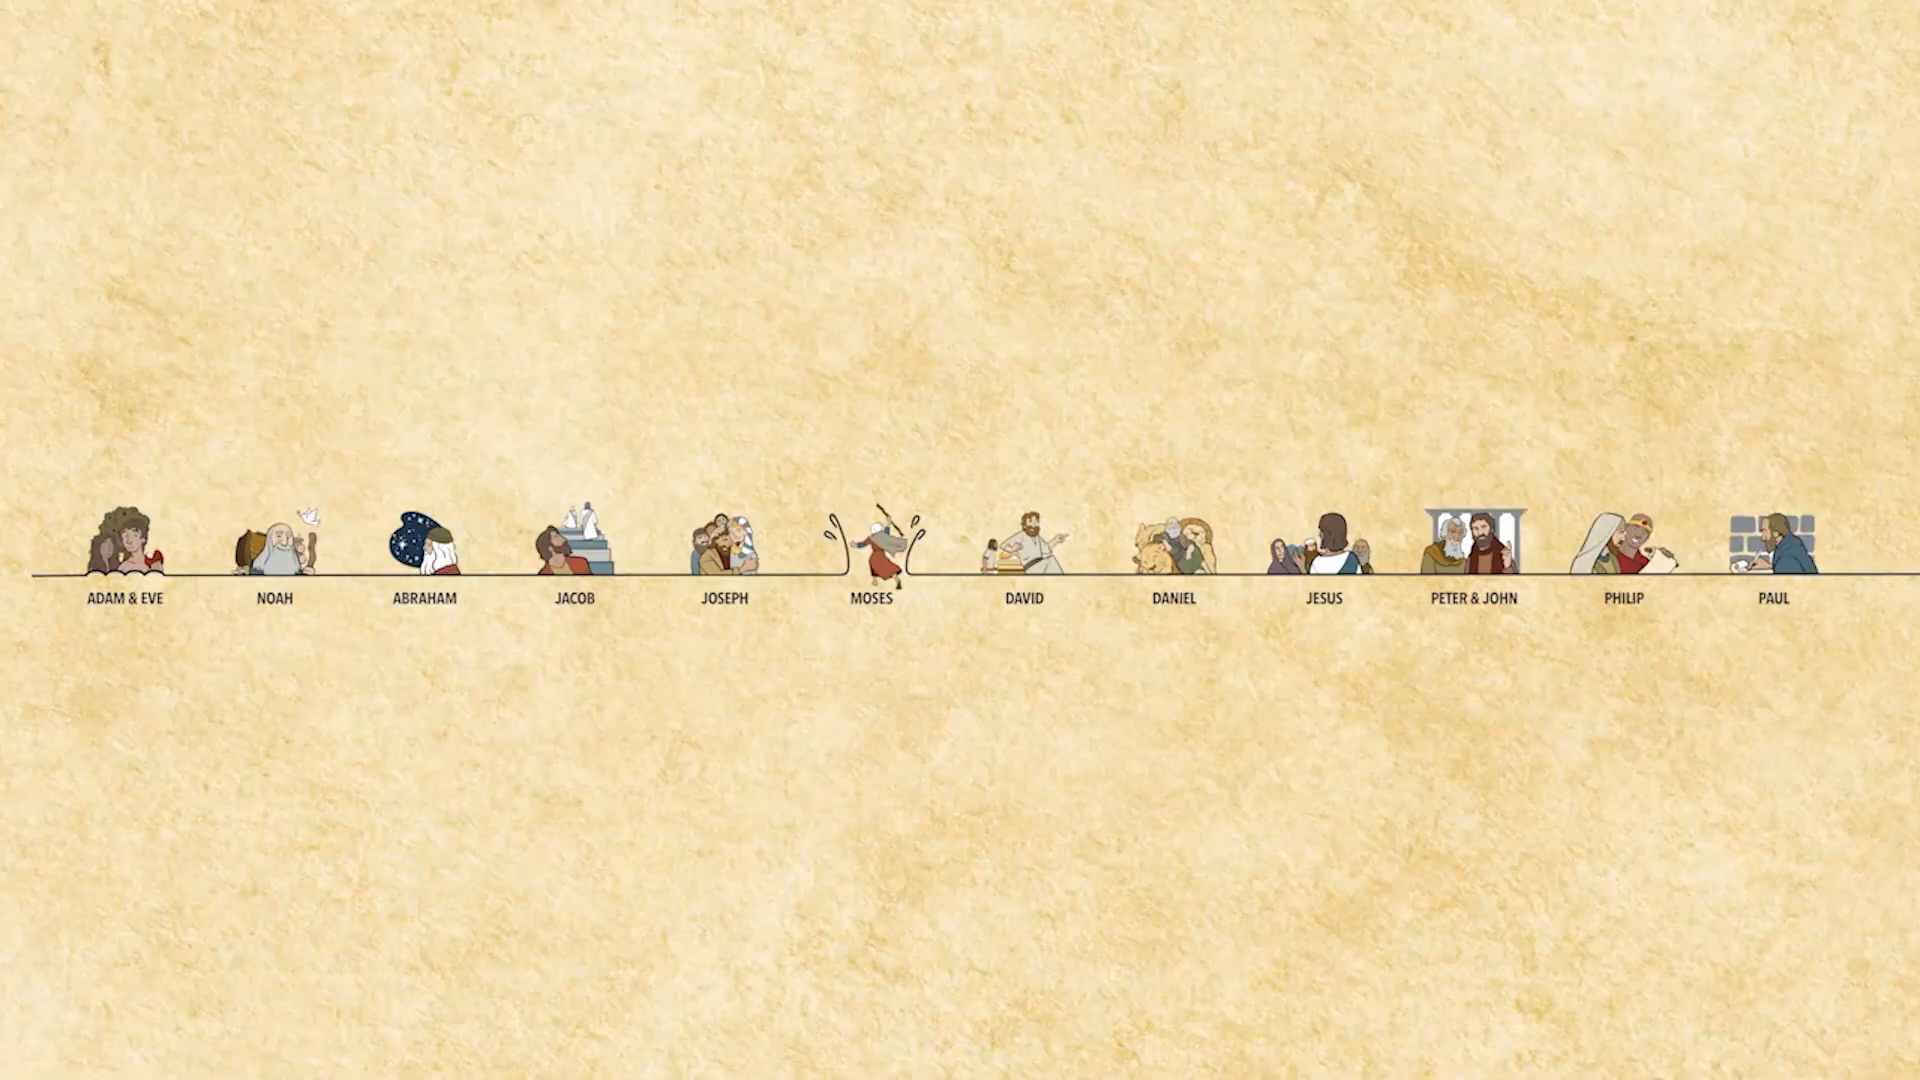 ADAM & EVE
NOAH
ABRAHAM
JACOB
JOSEPH
MOSES
DAVID
DANIEL
JESUS
PETER & JOHN
PHILIP
PAUL